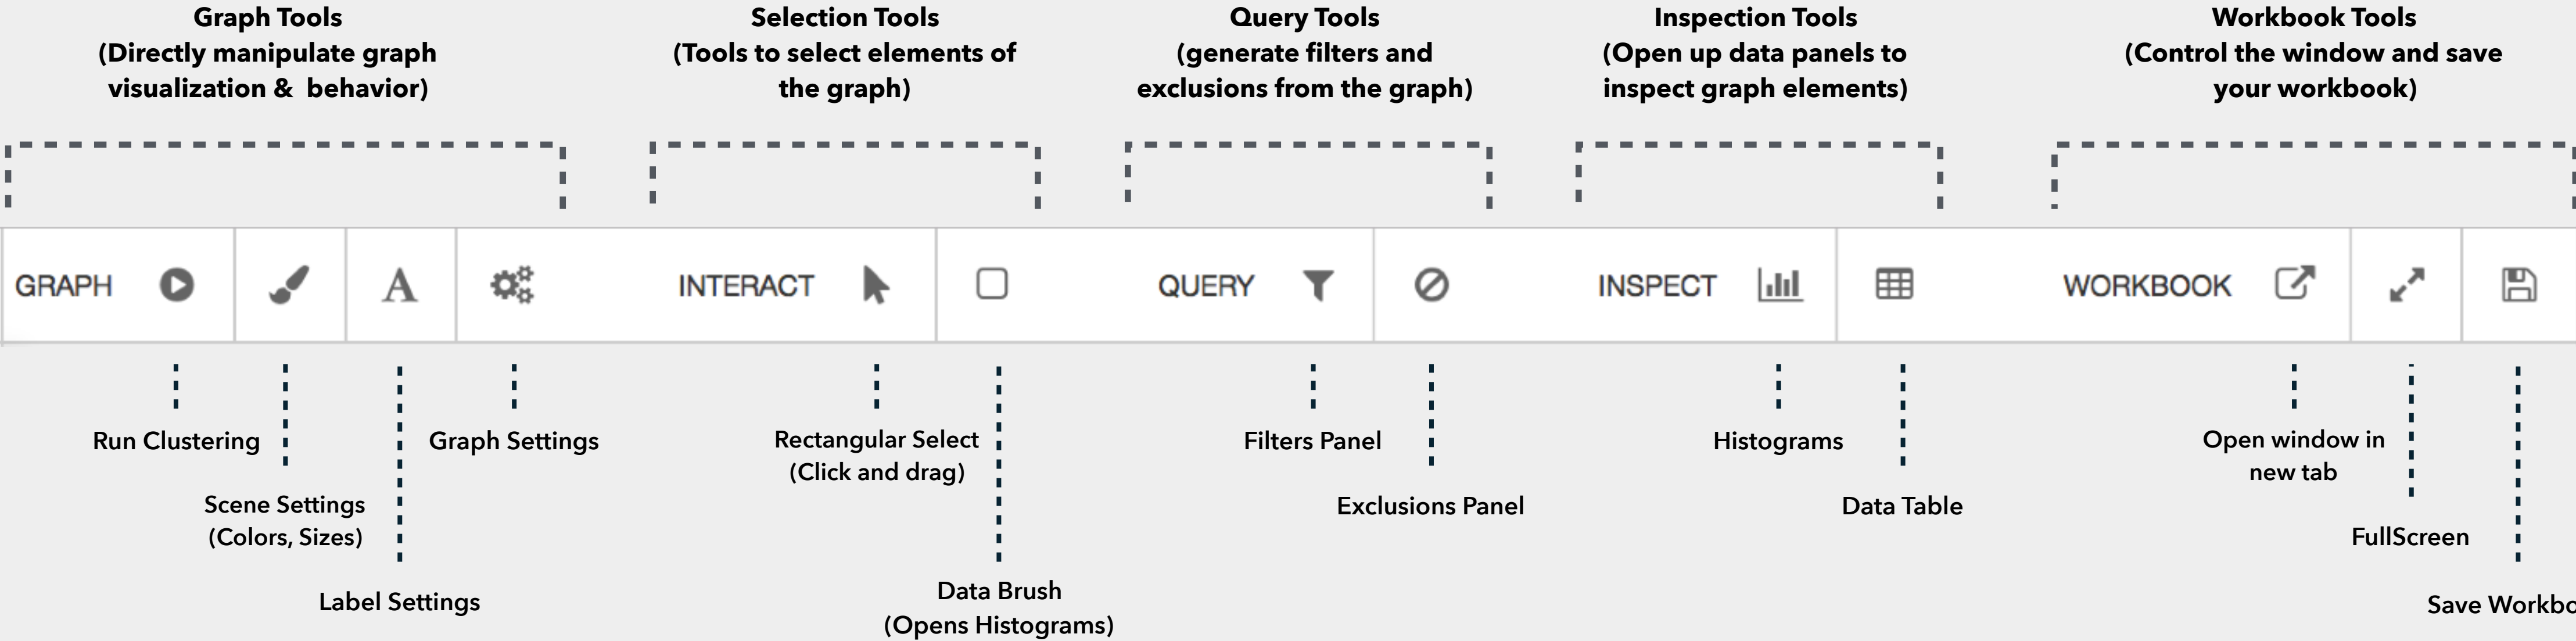 Graph Tools
(Directly manipulate graph
visualization &  behavior)
Selection Tools
(Tools to select elements of
the graph)
Query Tools
(generate filters and
exclusions from the graph)
Inspection Tools
(Open up data panels to
inspect graph elements)
Workbook Tools
(Control the window and save
your workbook)
GRAPH
INTERACT
QUERY
INSPECT
WORKBOOK
Run Clustering
Scene Settings
(Colors, Sizes)
Label Settings
Graph Settings
Rectangular Select
(Click and drag)
Data Brush
(Opens Histograms)
Filters Panel
Exclusions Panel
Histograms
Data Table
Open window in
new tab
FullScreen
Save Workbo